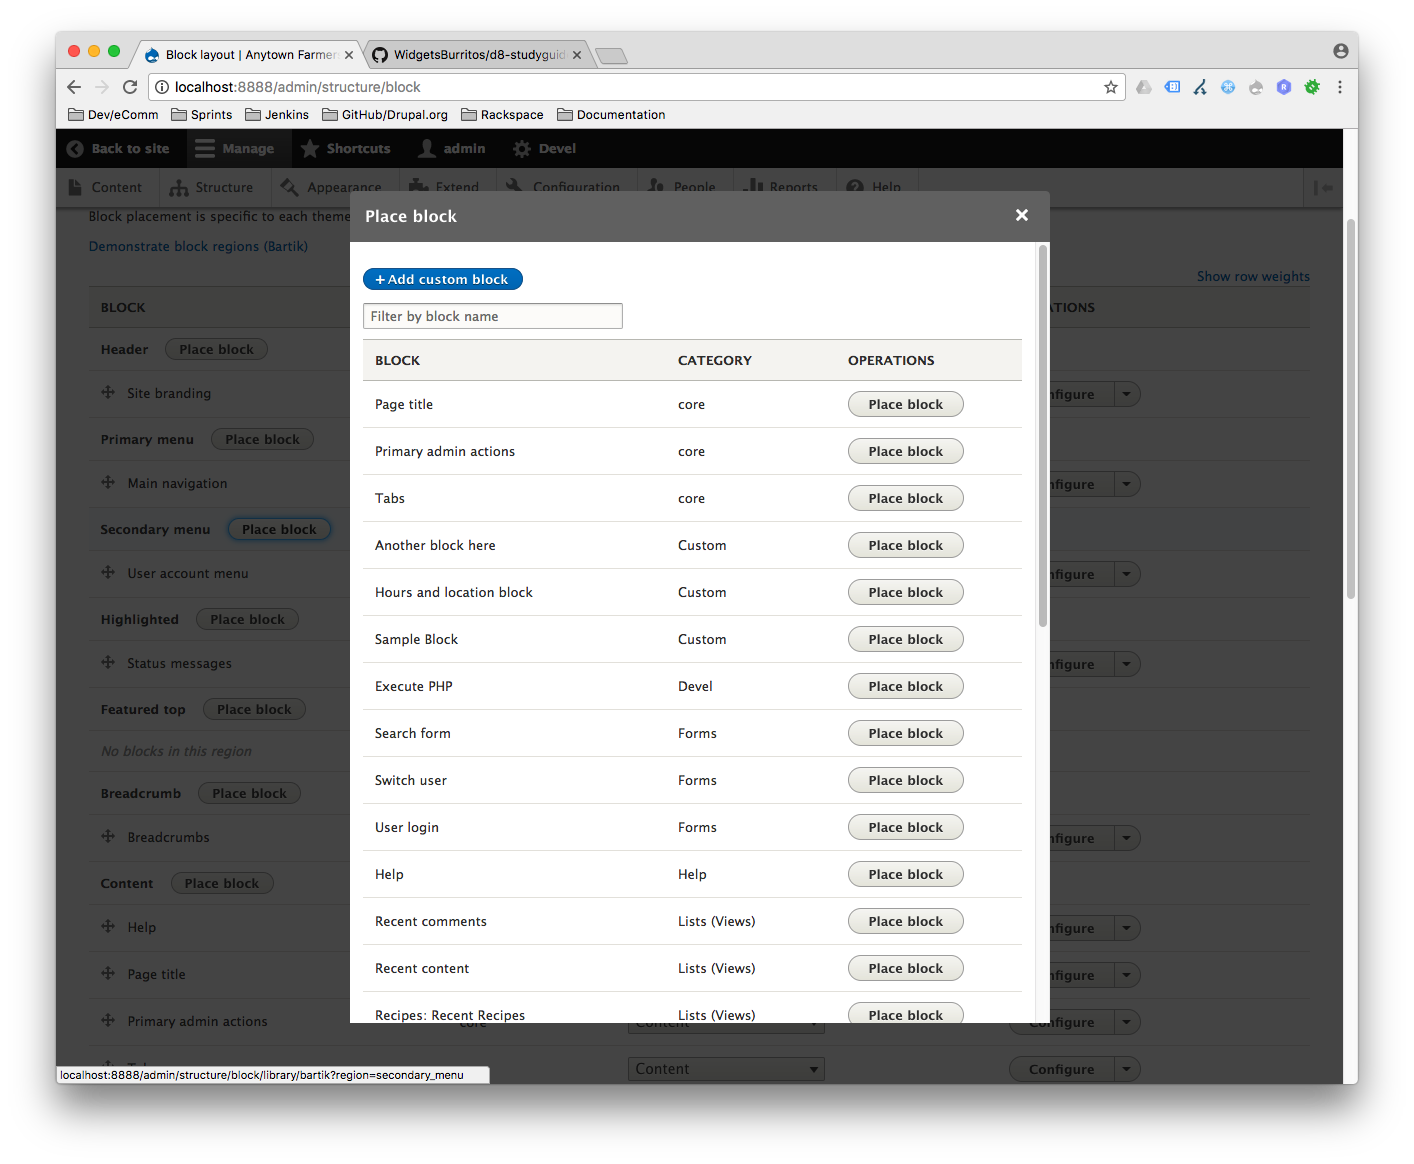 Block layout | Anytown Farmer
WidgetsBurritos/d8-studyguid
localhost:8888/admin/structure/block
Dev/eComm Sprints Jenkins GitHub/Drupal.org Rackspace Documentation
Back to site Manage Shortcuts admin Devel
Content Structure Appearance Extend Configuration People Reports Help
Block placement is specific to each theme
Demonstrate block regions (Bartik)
Show row weights
BLOCK
Header Place block
Site branding
Primary menu Place block
Main navigation
Secondary menu Place block
User account menu
Highlighted Place block
Status messages
Featured top Place block
No blocks in this region
Breadcrumb Place block
Breadcrumbs
Content Place block
Help
Page title
Primary admin actions
Content Configure
localhost:8888/admin/structure/block/library/bartik?region=secondary_menu
Place block
+ Add custom block
Filter by block name
BLOCK CATEGORY OPERATIONS
Page title core Place block
Primary admin actions core Place block
Tabs core Place block
Another block here Custom Place block
Hours and location block Custom Place block
Sample Block Custom Place block
Execute PHP Devel Place block
Search form Forms Place block
Switch user Forms Place block
User login Forms Place block
Help Help Place block
Recent comments Lists (Views) Place block
Recent content Lists (Views) Place block
Recipes: Recent Recipes Lists (Views) Place block